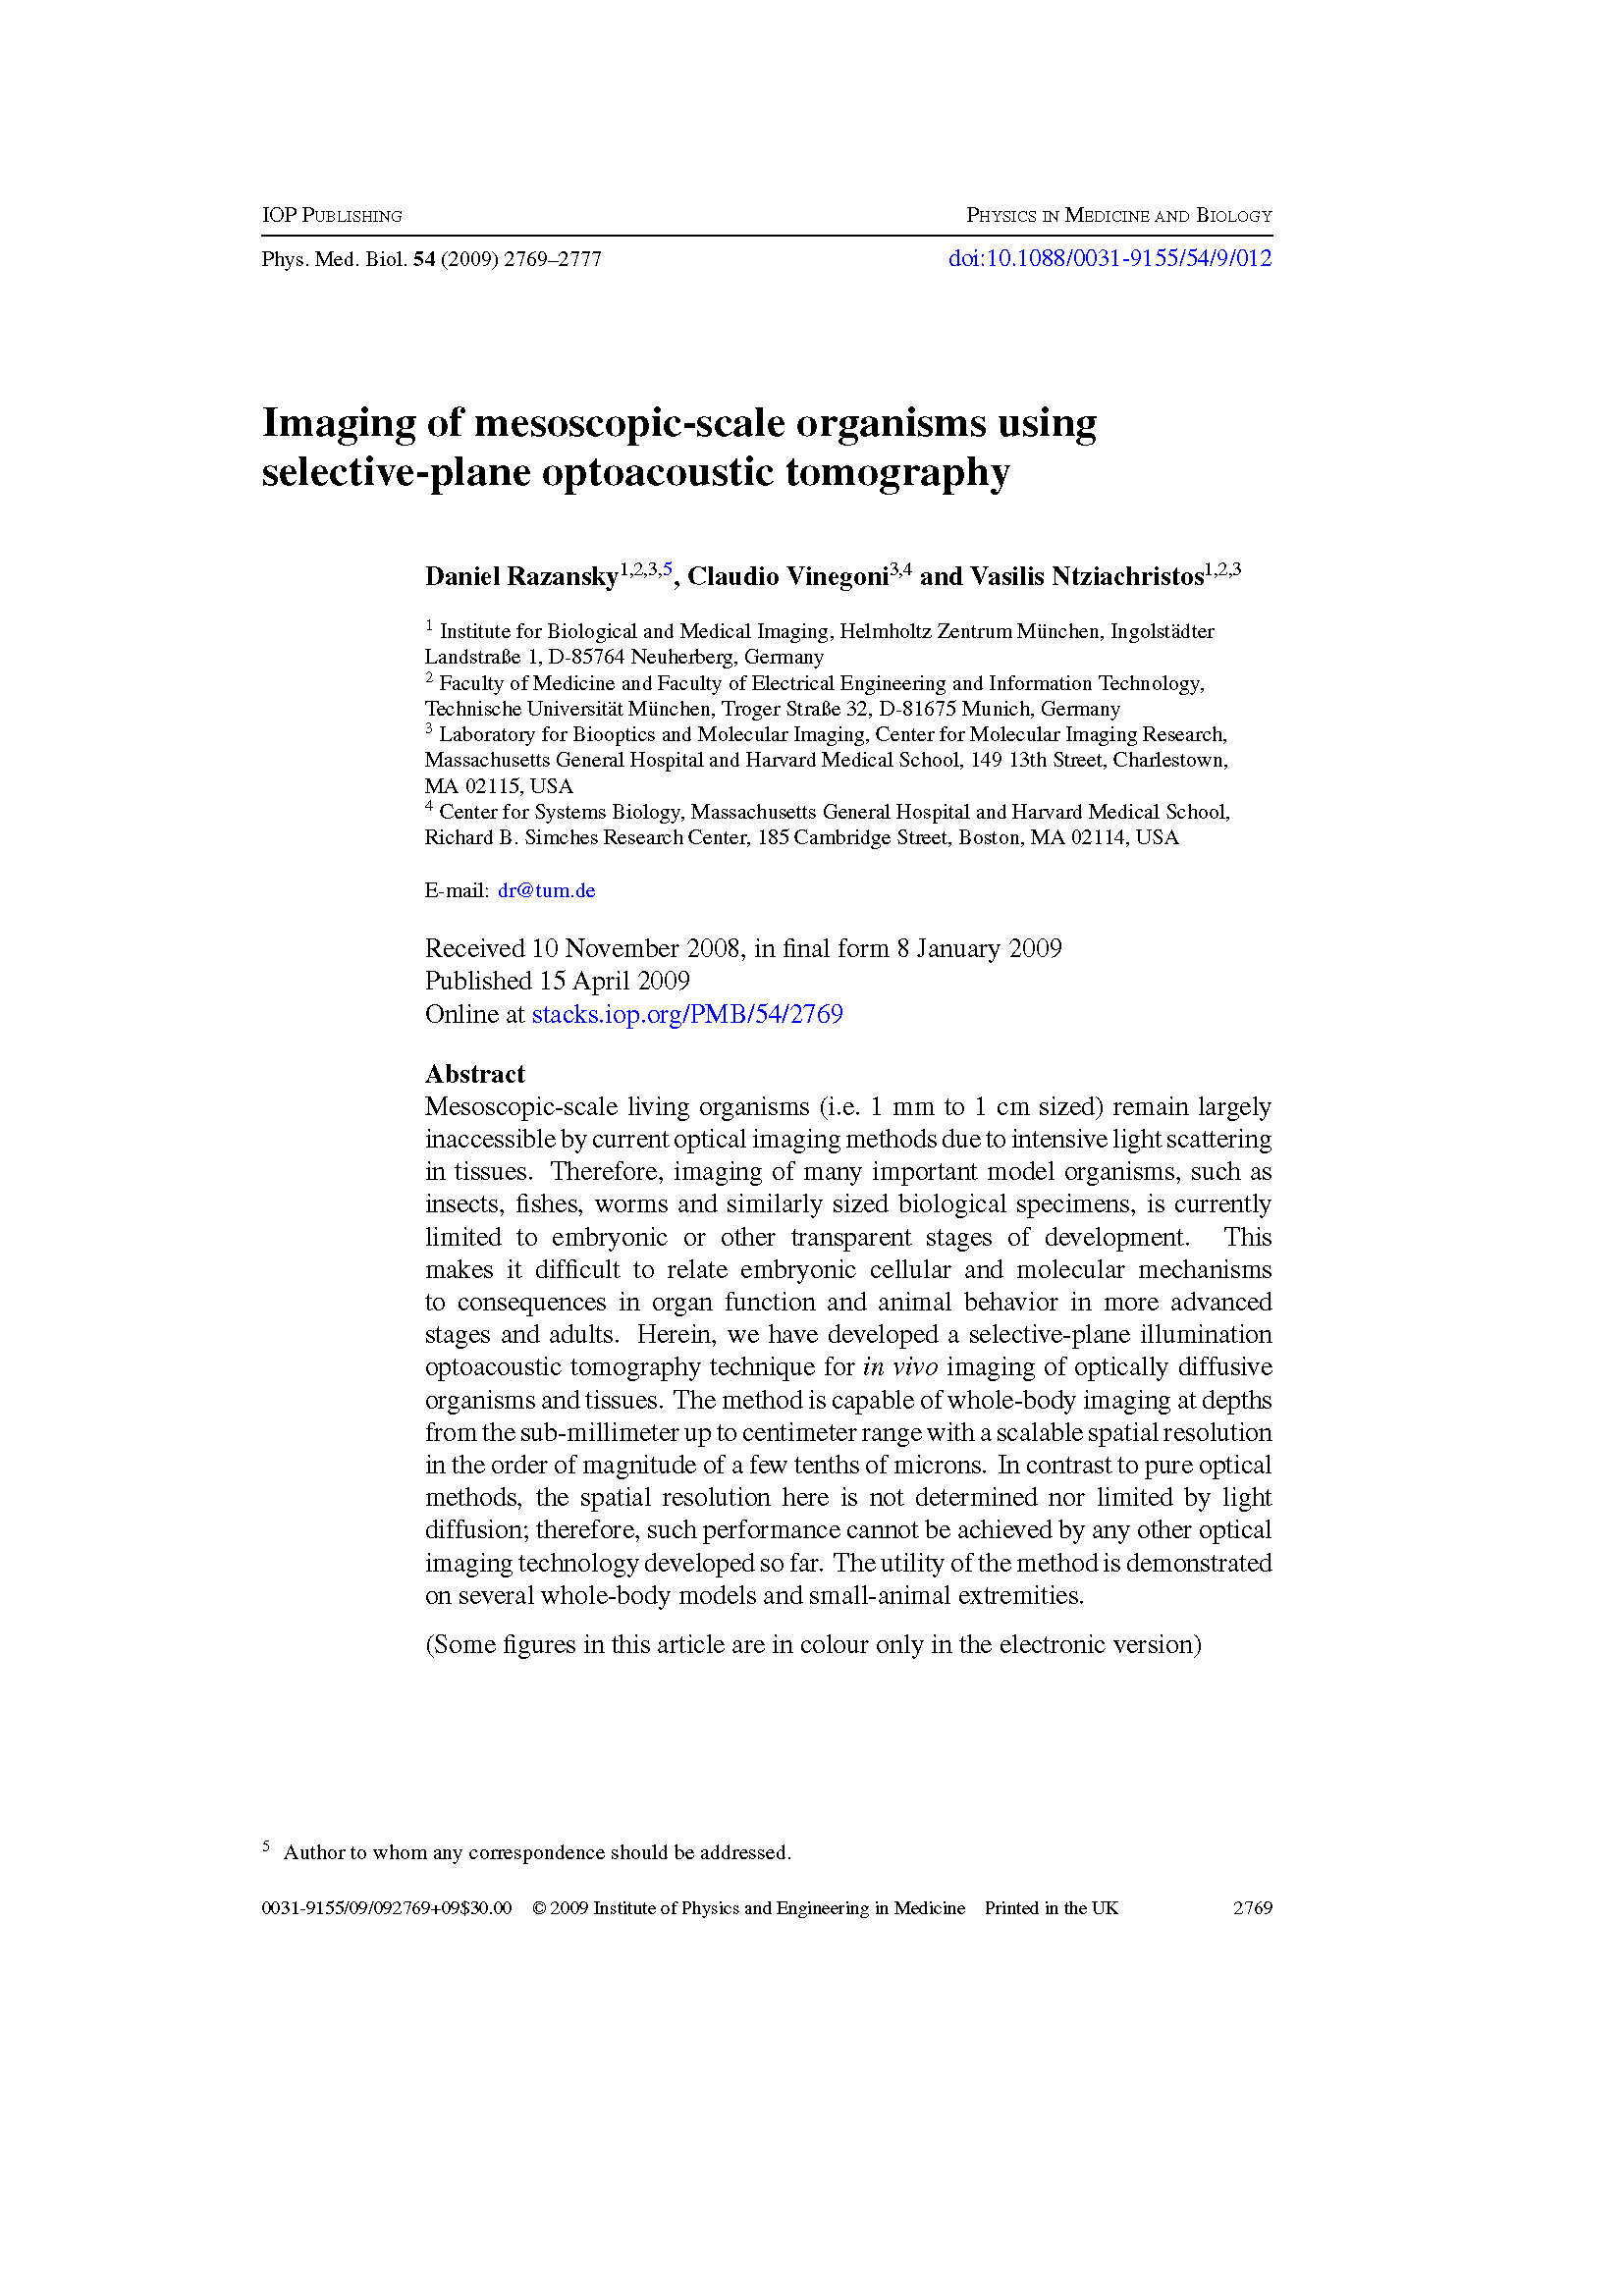 IOP PUBLISHING PHYSICS IN MEDICINE AND BIOLOGY
Phys. Med. Biol. 54 (2009) 2769–2777 doi:10.1088/0031-9155/54/9/012
Imaging of mesoscopic-scale organisms using
selective-plane optoacoustic tomography
Daniel Razansky1,2,3,5, Claudio Vinegoni3,4 and Vasilis Ntziachristos1,2,3
1 Institute for Biological and Medical Imaging, Helmholtz Zentrum München, Ingolstädter
Landstraße 1, D-85764 Neuherberg, Germany
2 Faculty of Medicine and Faculty of Electrical Engineering and Information Technology,
Technische Universität München, Troger Straße 32, D-81675 Munich, Germany
3 Laboratory for Biooptics and Molecular Imaging, Center for Molecular Imaging Research,
Massachusetts General Hospital and Harvard Medical School, 149 13th Street, Charlestown,
MA 02115, USA
4 Center for Systems Biology, Massachusetts General Hospital and Harvard Medical School,
Richard B. Simches Research Center, 185 Cambridge Street, Boston, MA 02114, USA
E-mail: dr@tum.de
Received 10 November 2008, in final form 8 January 2009
Published 15 April 2009
Online at stacks.iop.org/PMB/54/2769
Abstract
Mesoscopic-scale living organisms (i.e. 1 mm to 1 cm sized) remain largely
inaccessible by current optical imaging methods due to intensive light scattering
in tissues. Therefore, imaging of many important model organisms, such as
insects, fishes, worms and similarly sized biological specimens, is currently
limited to embryonic or other transparent stages of development. This
makes it difficult to relate embryonic cellular and molecular mechanisms
to consequences in organ function and animal behavior in more advanced
stages and adults. Herein, we have developed a selective-plane illumination
optoacoustic tomography technique for in vivo imaging of optically diffusive
organisms and tissues. The method is capable of whole-body imaging at depths
from the sub-millimeter up to centimeter range with a scalable spatial resolution
in the order of magnitude of a few tenths of microns. In contrast to pure optical
methods, the spatial resolution here is not determined nor limited by light
diffusion; therefore, such performance cannot be achieved by any other optical
imaging technology developed so far. The utility of the method is demonstrated
on several whole-body models and small-animal extremities.
(Some figures in this article are in colour only in the electronic version)
5 Author to whom any correspondence should be addressed.
0031-9155/09/092769+09$30.00 © 2009 Institute of Physics and Engineering in Medicine Printed in the UK 2769